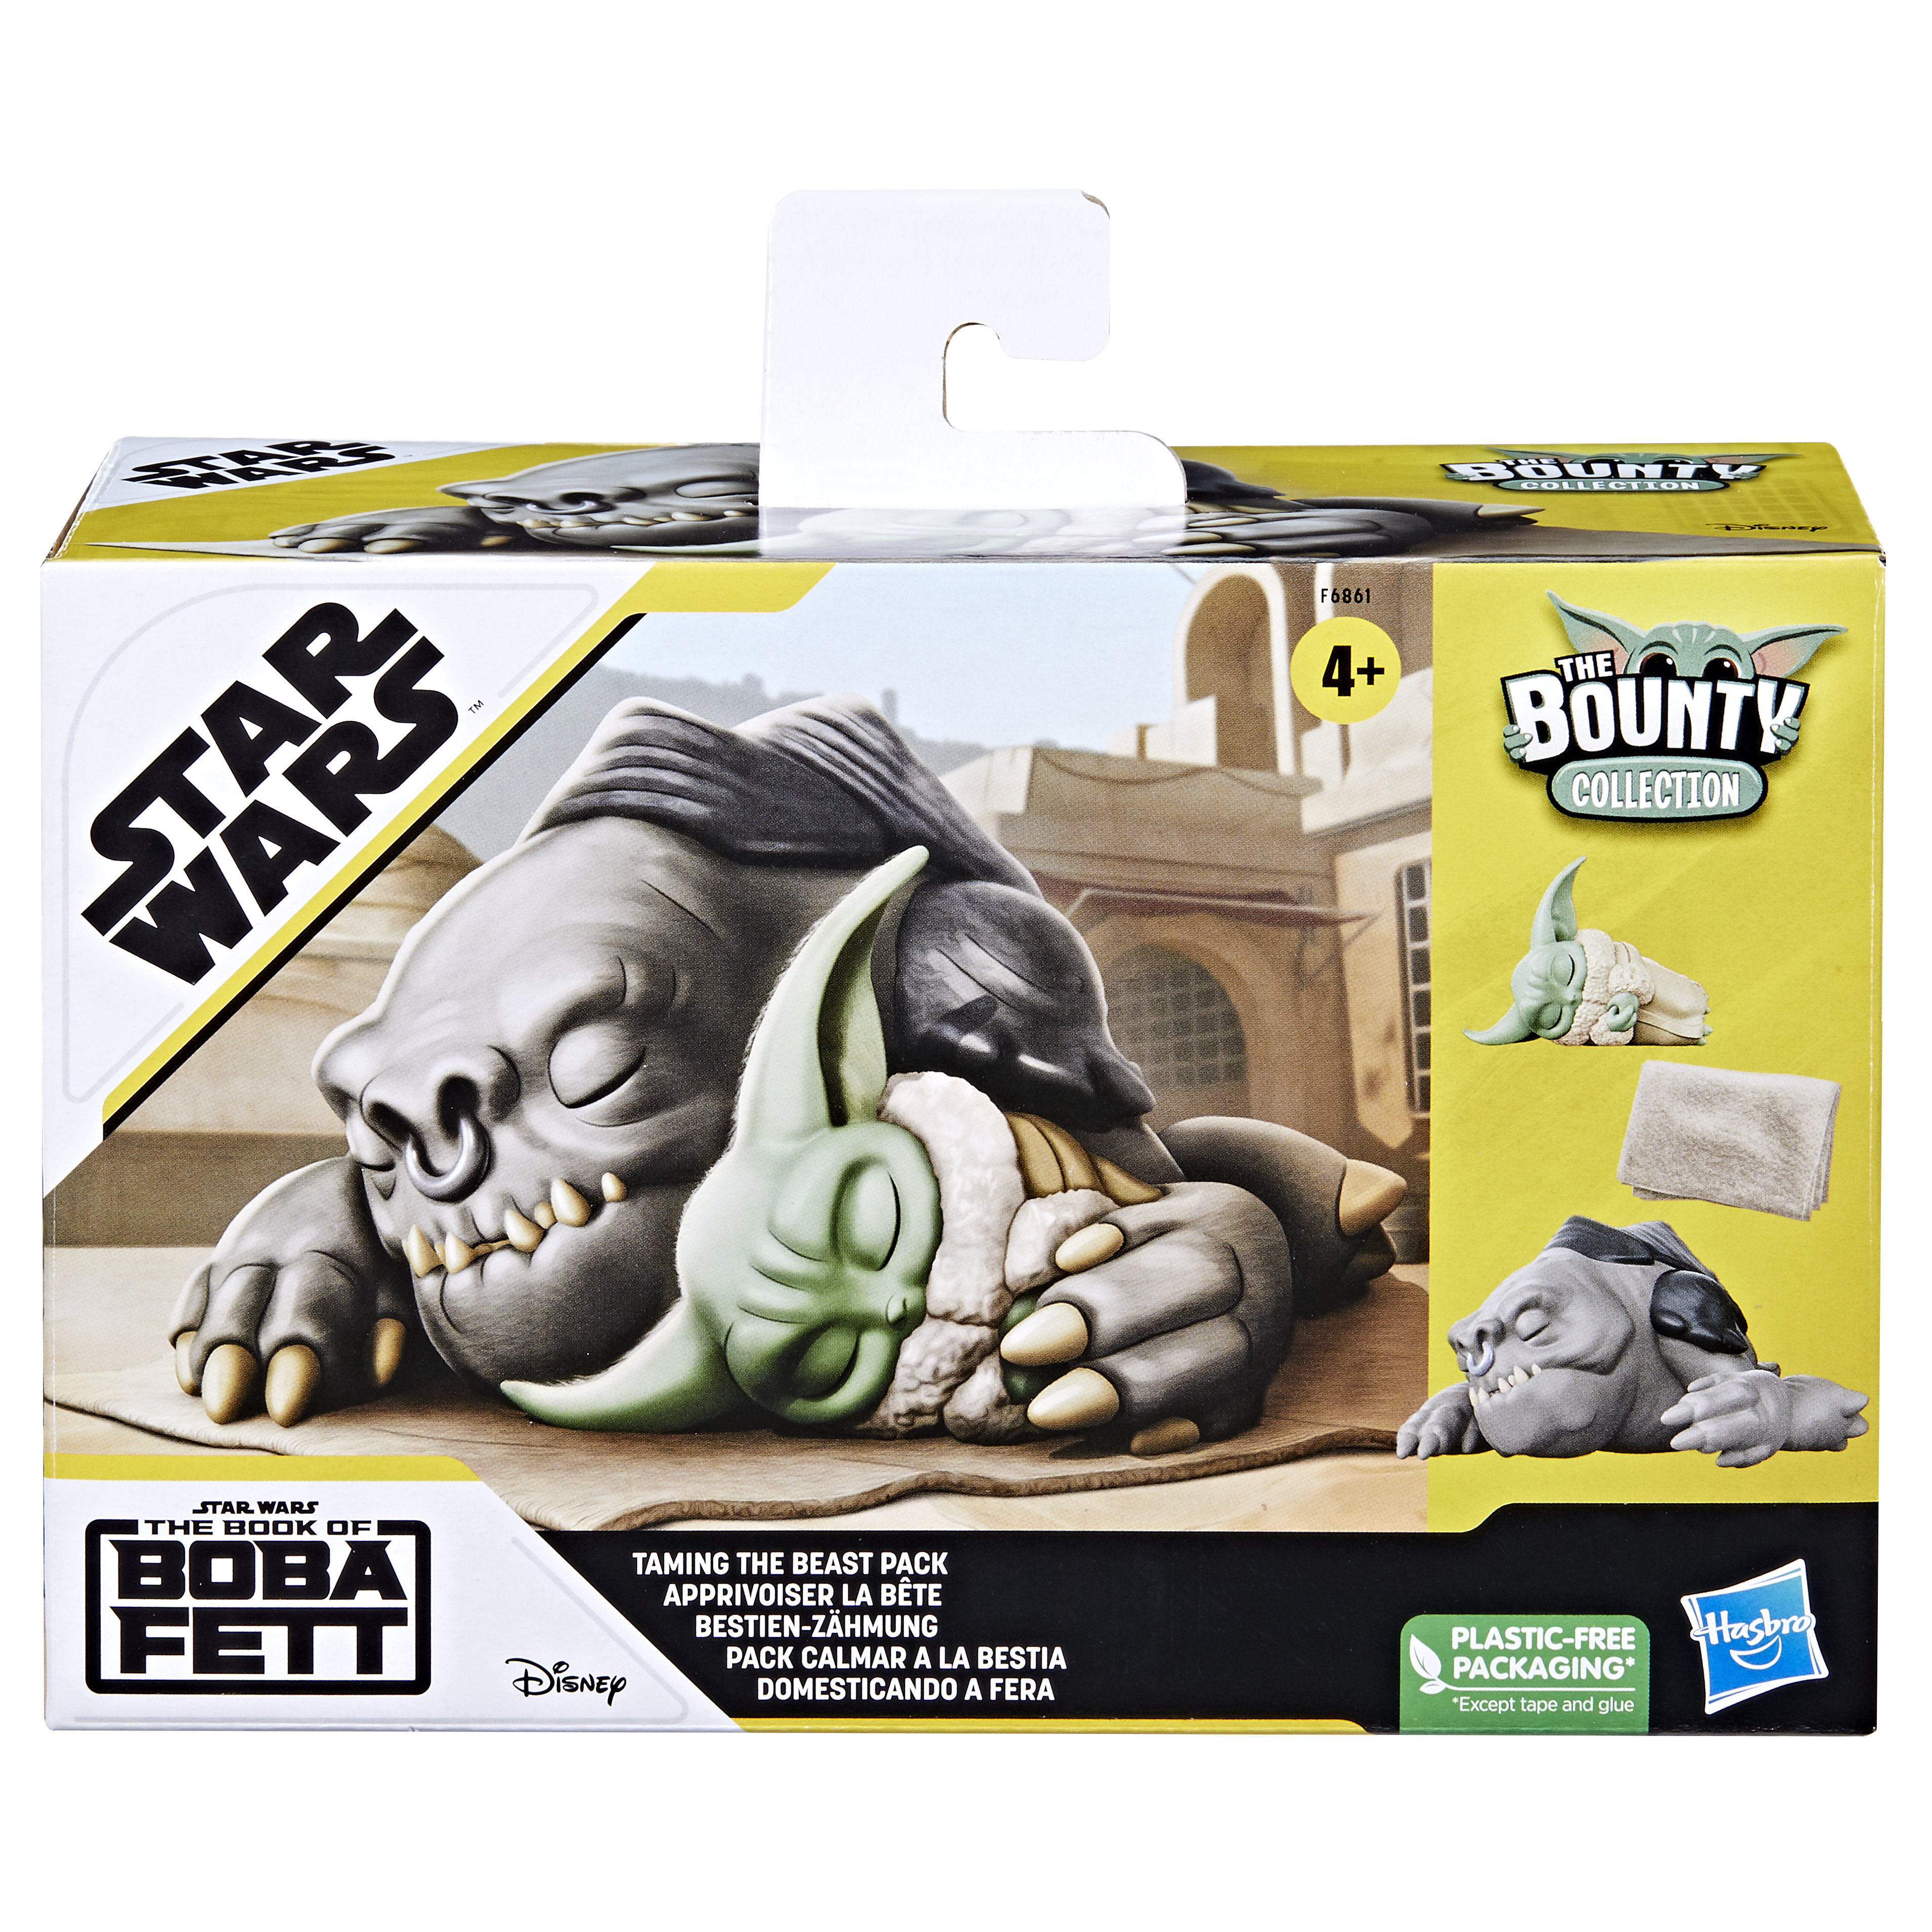 STAR
WARS
THE
BOUNTY
COLLECTION
DISNEY
STAR
WARS™
F6861
4+
THE
BOUNTY
COLLECTION
STAR WARS
THE BOOK OF
BOBA
FETT
DISNEY
TAMING THE BEAST PACK
APPRIVOISER LA BÊTE
BESTIEN-ZÄHMUNG
PACK CALMAR A LA BESTIA
DOMESTICANDO A FERA
PLASTIC-FREE
PACKAGING*
*Except tape and glue
Hasbro